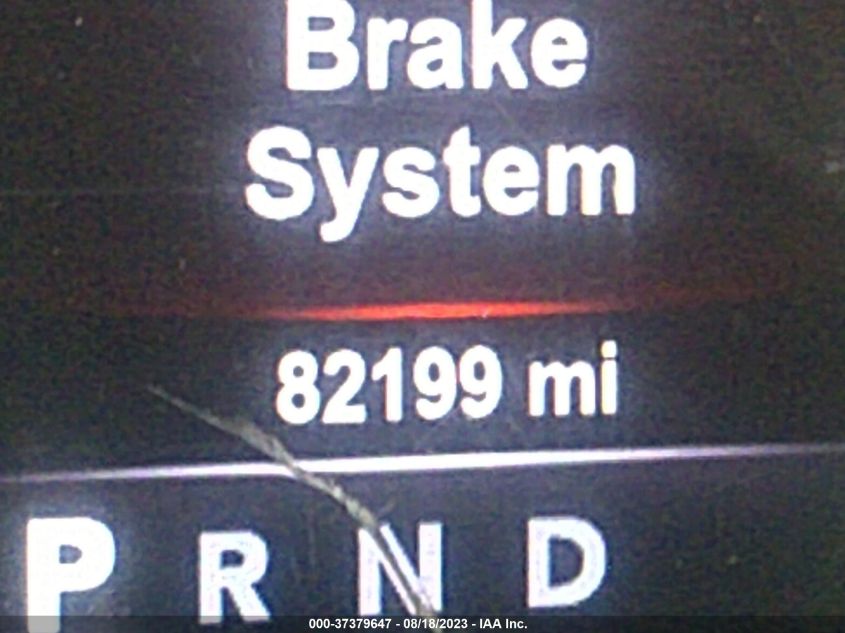 Brake
System
82199 mi
P R N D
000-37379647 - 08/18/2023 - IAA Inc.